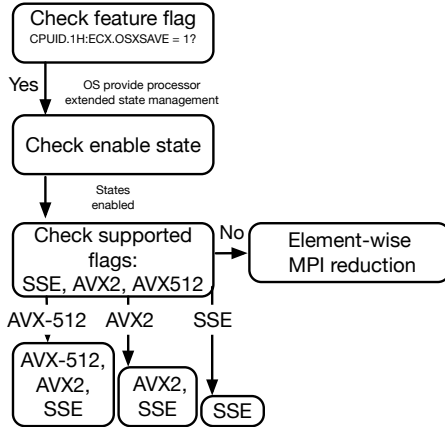 Check feature flag
CPUID.1H:ECX.OSXSAVE = 1?
Yes
OS provide processor
extended state management
Check enable state
States
enabled
Check supported
flags:
SSE, AVX2, AVX512
No
Element-wise
MPI reduction
AVX-512
AVX2
SSE
AVX-512,
AVX2,
SSE
AVX2,
SSE
SSE